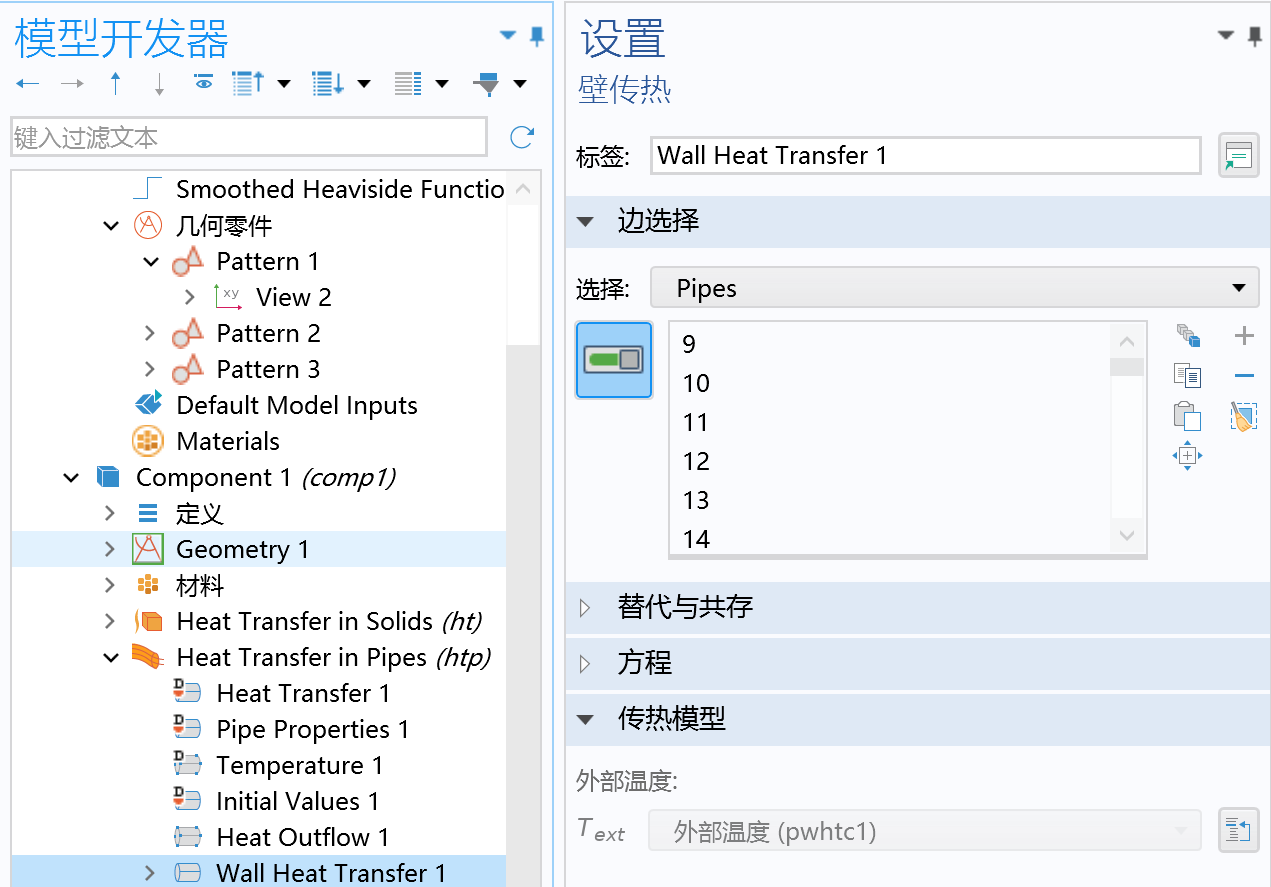 模型开发器
键入过滤文本
Smoothed Heaviside Functio
几何零件
Pattern 1
xy View 2
Pattern 2
Pattern 3
Default Model Inputs
Materials
Component 1 (comp1)
定义
Geometry 1
材料
Heat Transfer in Solids (ht)
Heat Transfer in Pipes (htp)
D Heat Transfer 1
D Pipe Properties 1
D Temperature 1
D Initial Values 1
Heat Outflow 1
Wall Heat Transfer 1
设置
壁传热
标签: Wall Heat Transfer 1
边选择
选择: Pipes
9
10
11
12
13
14
替代与共存
方程
传热模型
外部温度:
Text 外部温度 (pwhtc1)